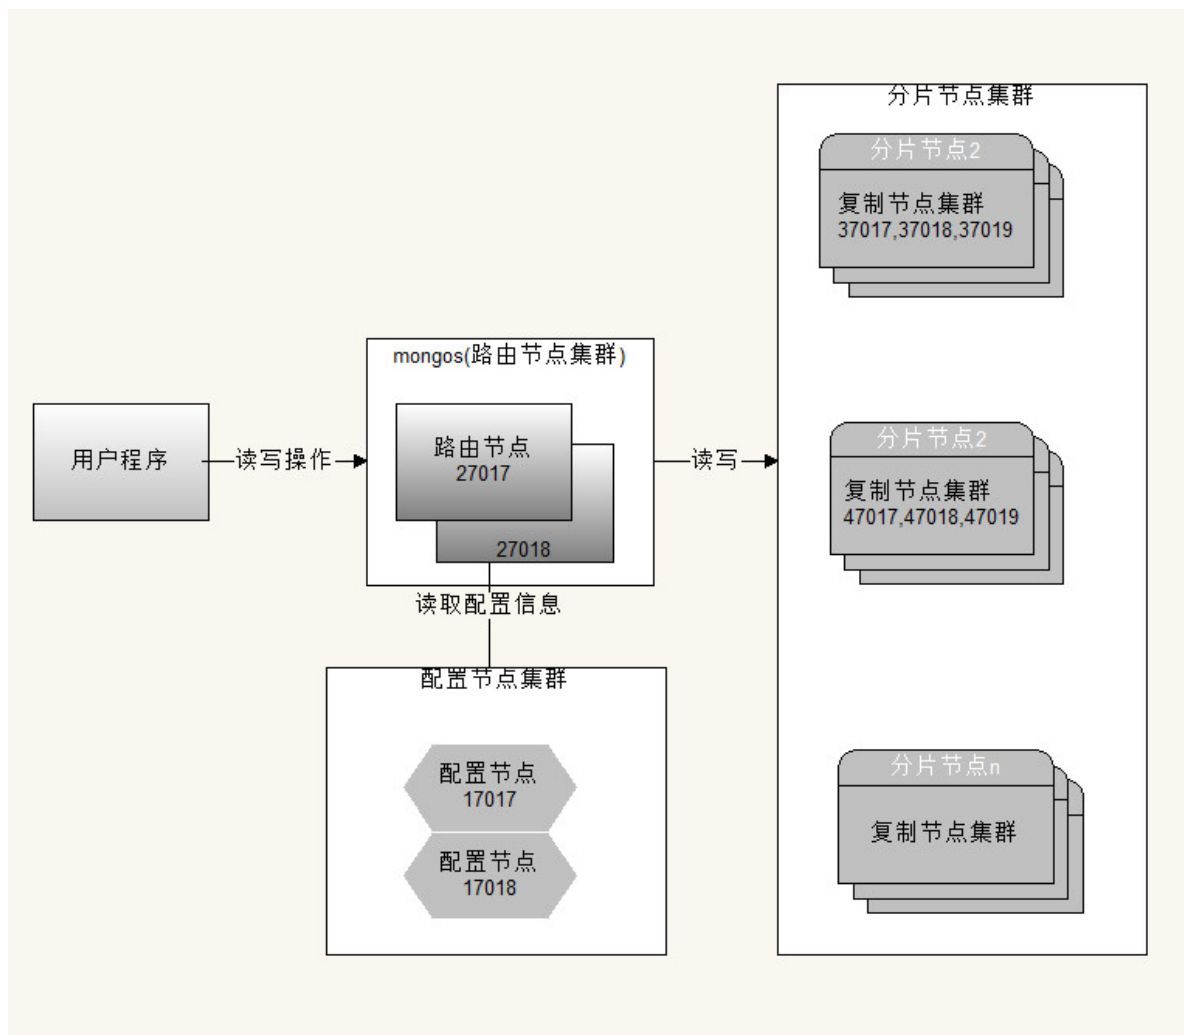 分片节点集群
分片节点2
复制节点集群
37017,37018,37019
mongos(路由节点集群)
用户程序
读写操作
路由节点
27017
27018
读写
分片节点2
复制节点集群
47017,47018,47019
读取配置信息
配置节点集群
配置节点
17017
配置节点
17018
分片节点n
复制节点集群